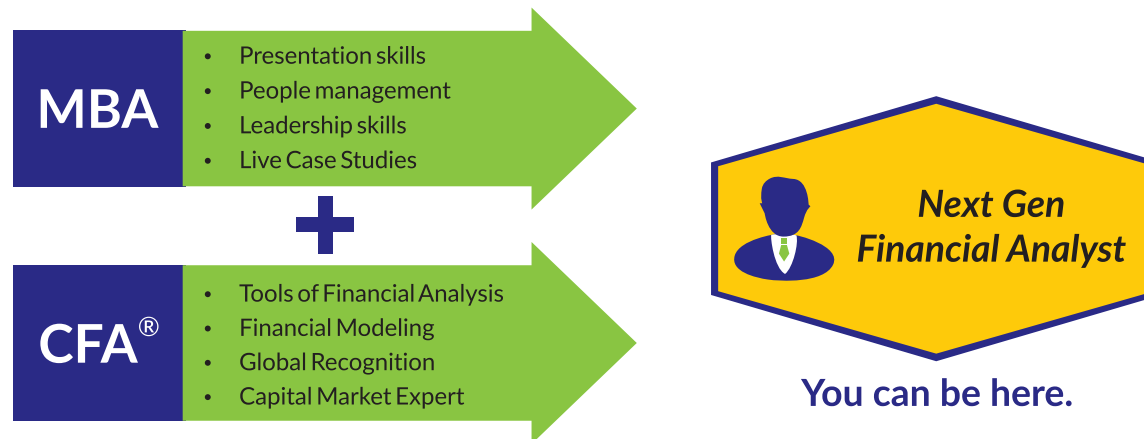 MBA
• Presentation skills
• People management
• Leadership skills
• Live Case Studies
+
CFA®
• Tools of Financial Analysis
• Financial Modeling
• Global Recognition
• Capital Market Expert
Next Gen
Financial Analyst
You can be here.